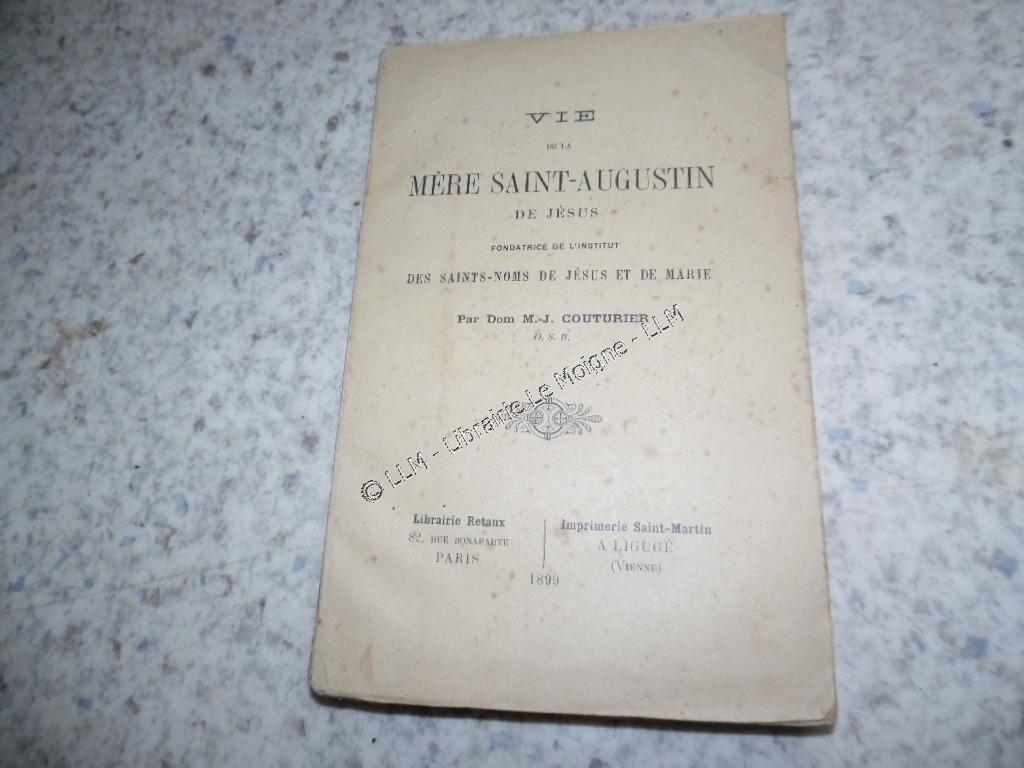 VIE
DE LA
MÈRE SAINT-AUGUSTIN
DE JÉSUS
FONDATRICE DE L'INSTITUT
DES SAINTS-NOMS DE JÉSUS ET DE MARIE
Par Dom M.-J. COUTURIER
O. S. B.
© LLM - Librairie Le Moigne - LLM
Librairie Retaux
82, RUE BONAPARTE
PARIS
Imprimerie Saint-Martin
A LIGUGÉ
(VIENNE)
1899